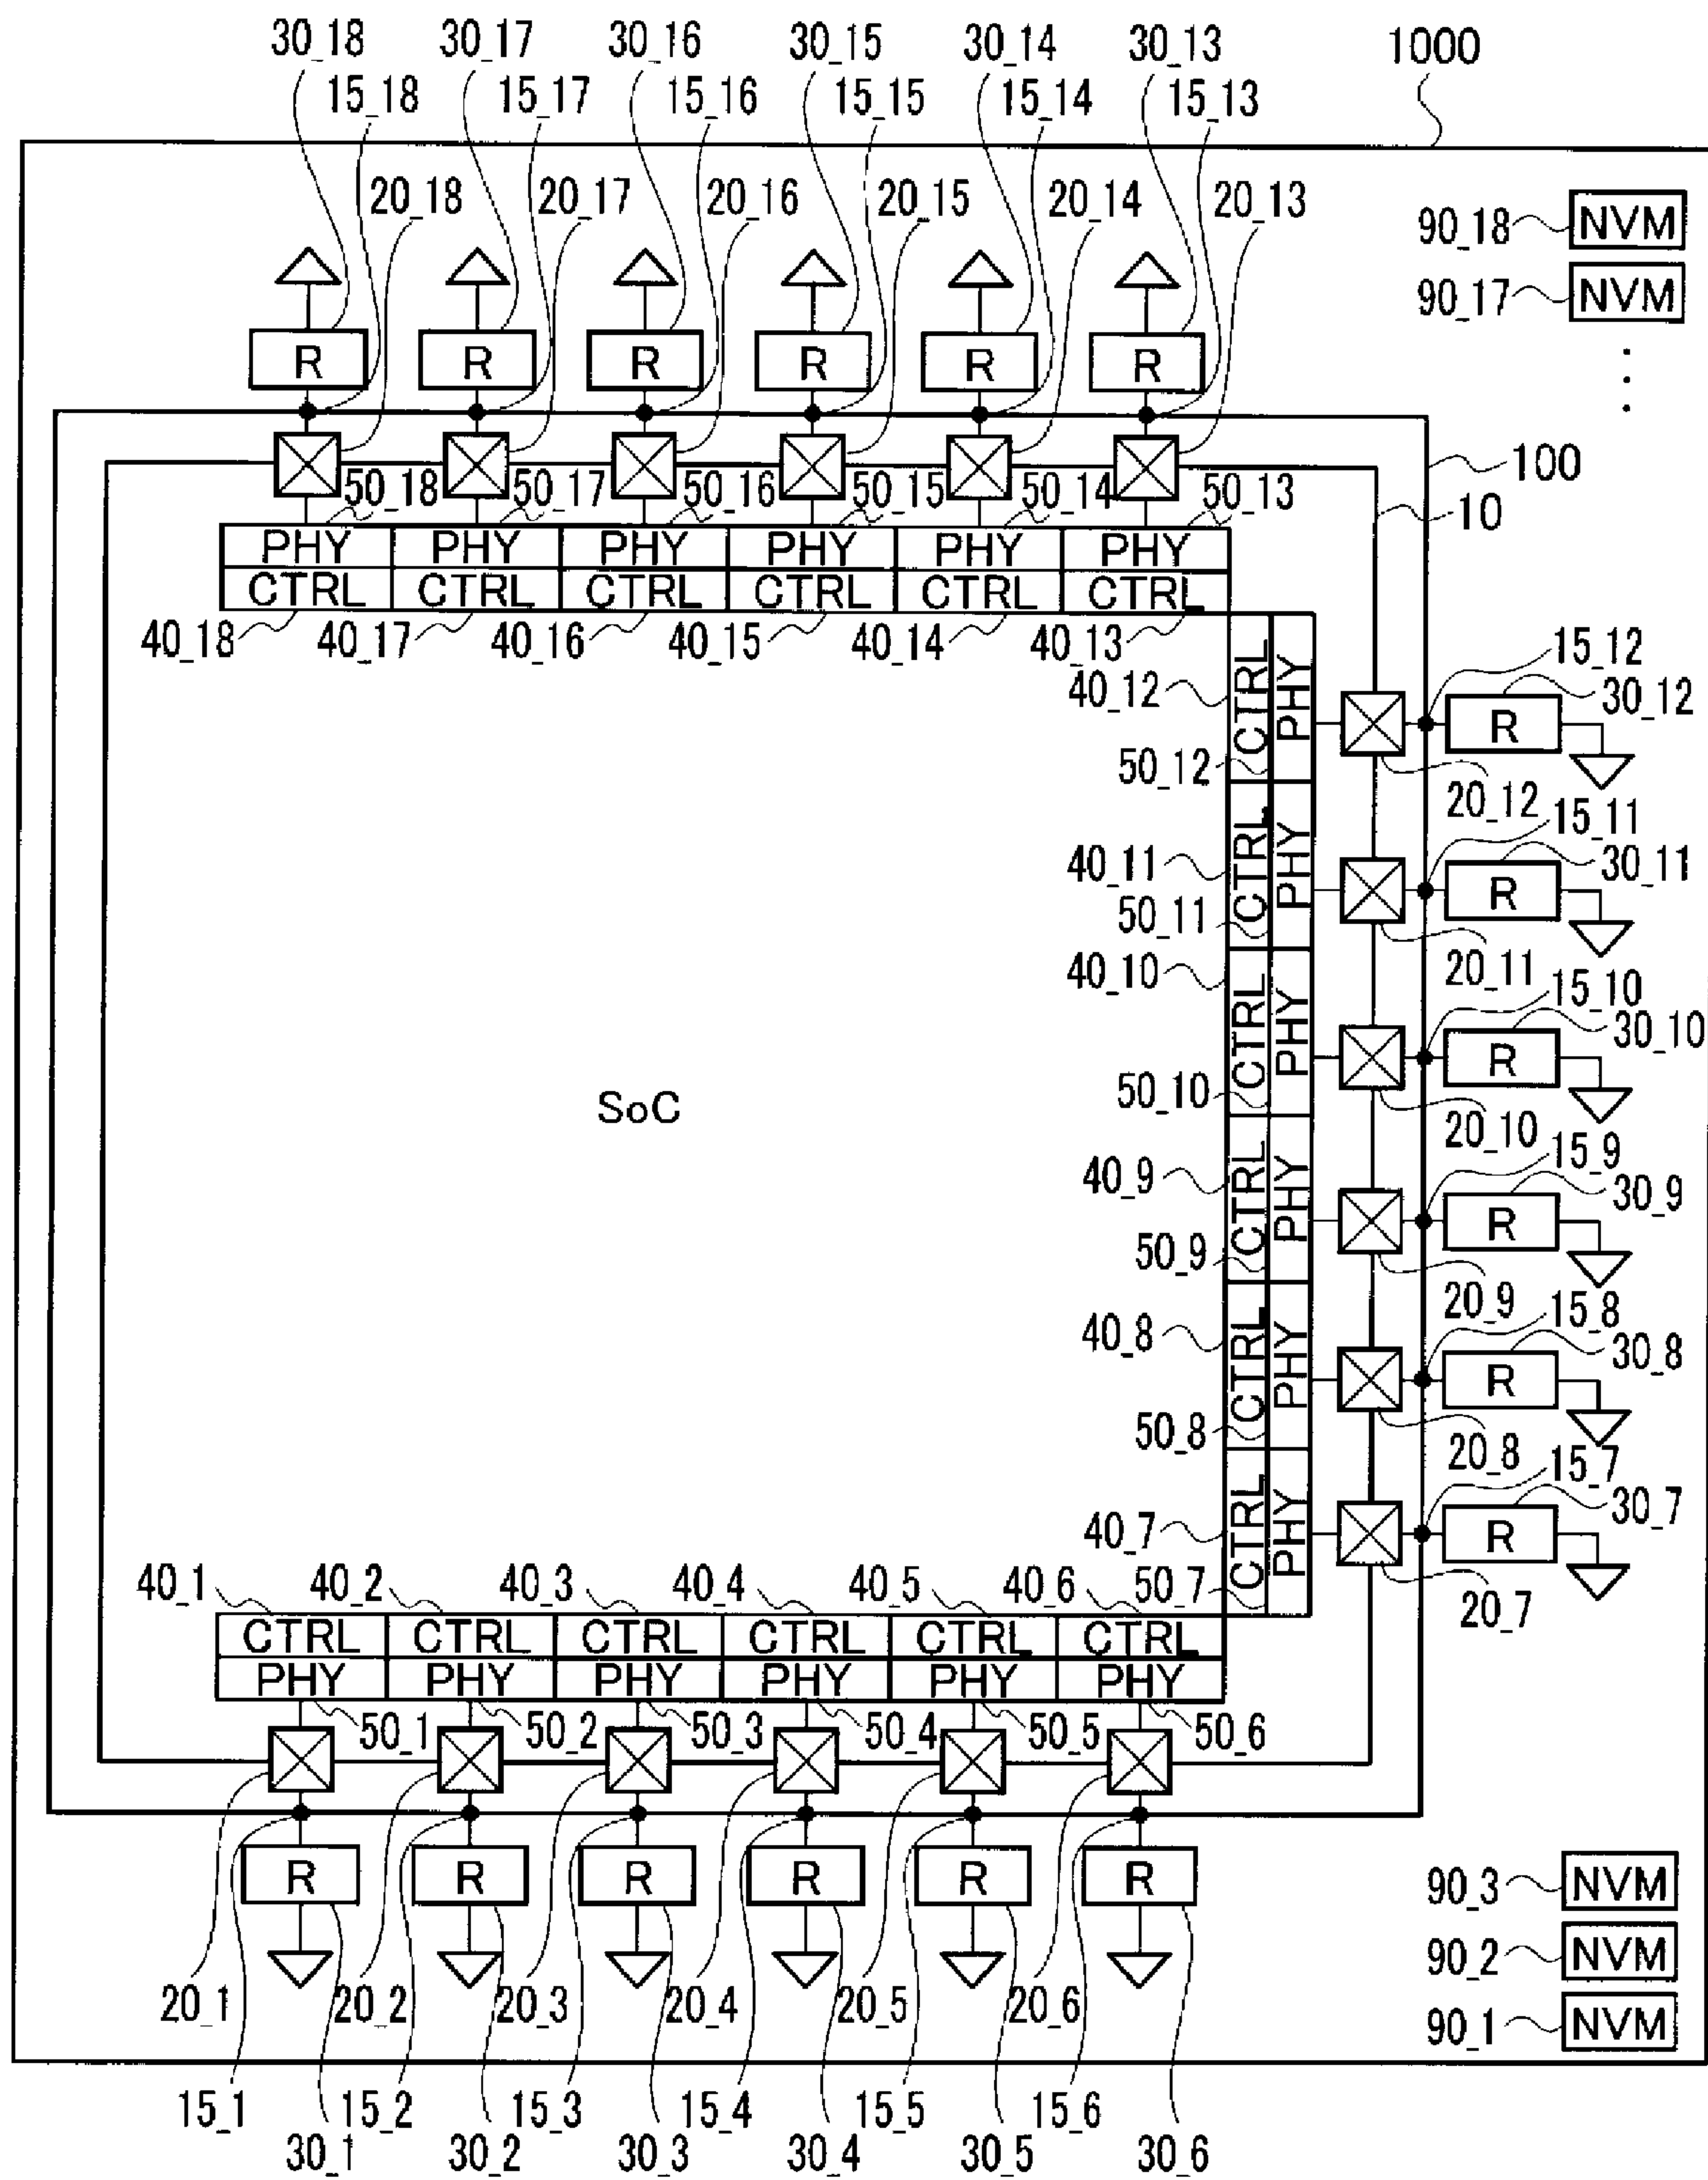 30_18 30_17 30_16 30_15 30_14 30_13 1000
15_18 15_17 15_16 15_15 15_14 15_13
20_18 20_17 20_16 20_15 20_14 20_13
90_18 NVM
90_17 NVM
R R R R R R
100
50_18 50_17 50_16 50_15 50_14 50_13 10
PHY PHY PHY PHY PHY PHY
CTRL CTRL CTRL CTRL CTRL CTRL
40_18 40_17 40_16 40_15 40_14 40_13
15_12
40_12 CTRL PHY 30_12
R
50_12
20_12
15_11
40_11 CTRL PHY 30_11
R
50_11
20_11
40_10 CTRL PHY 15_10
30_10
R
50_10
SoC
20_10
15_9
40_9 CTRL PHY 30_9
R
50_9
20_9
15_8
40_8 CTRL PHY 30_8
R
50_8
20_8
15_7
40_7 CTRL PHY 30_7
R
50_7
20_7
40_1 40_2 40_3 40_4 40_5 40_6
CTRL CTRL CTRL CTRL CTRL CTRL
PHY PHY PHY PHY PHY PHY
50_1 50_2 50_3 50_4 50_5 50_6
R R R R R R
90_3 NVM
90_2 NVM
20_1 20_2 20_3 20_4 20_5 20_6
90_1 NVM
15_1 15_2 15_3 15_4 15_5 15_6
30_1 30_2 30_3 30_4 30_5 30_6